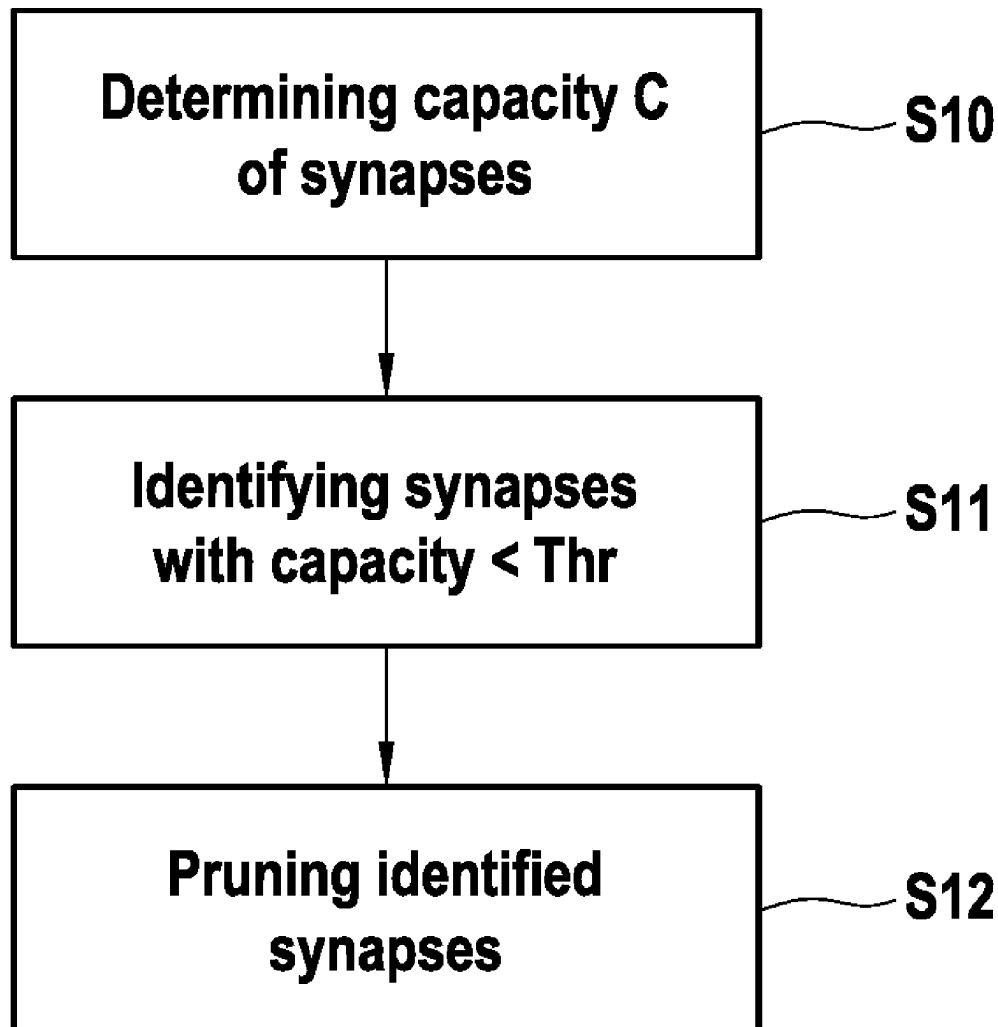 Determining capacity C
of synapses
S10
Identifying synapses
with capacity < Thr
S11
Pruning identified
synapses
S12